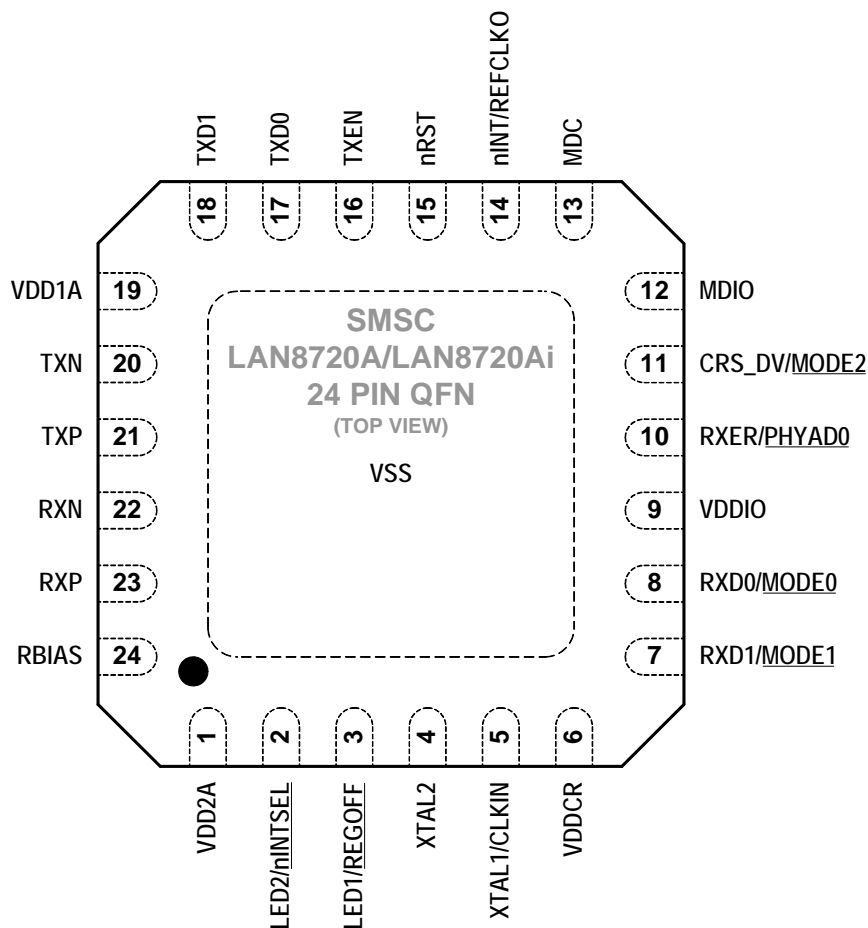 TXD1
TXD0
TXEN
nRST
nINT/REFCLKO
MDC
18
17
16
15
14
13
VDD1A 19
TXN 20
TXP 21
RXN 22
RXP 23
RBIAS 24
SMSC
LAN8720A/LAN8720Ai
24 PIN QFN
(TOP VIEW)
VSS
12 MDIO
11 CRS_DV/MODE2
10 RXER/PHYAD0
9 VDDIO
8 RXD0/MODE0
7 RXD1/MODE1
1
2
3
4
5
6
VDD2A
LED2/nINTSEL
LED1/REGOFF
XTAL2
XTAL1/CLKIN
VDDCR